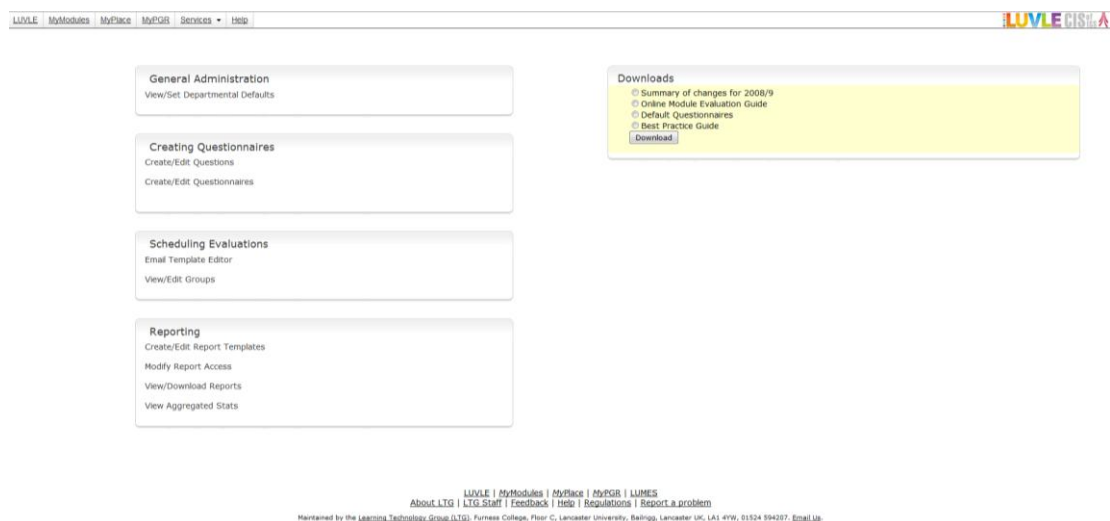 LUVLE MyModules MyPlace MyPGR Services Help
LUVLE CIS
General Administration
View/Set Departmental Defaults
Creating Questionnaires
Create/Edit Questions
Create/Edit Questionnaires
Scheduling Evaluations
Email Template Editor
View/Edit Groups
Reporting
Create/Edit Report Templates
Modify Report Access
View/Download Reports
View Aggregated Stats
Downloads
Summary of changes for 2008/9
Online Module Evaluation Guide
Default Questionnaires
Best Practice Guide
Download
LUVLE | MyModules | MyPlace | MyPGR | LUMES
About LTG | LTG Staff | Feedback | Help | Regulations | Report a problem
Maintained by the Learning Technology Group (LTG), Furness College, Floor C, Lancaster University, Bailrigg, Lancaster UK, LA1 4YW, 01524 594207. Email Us.